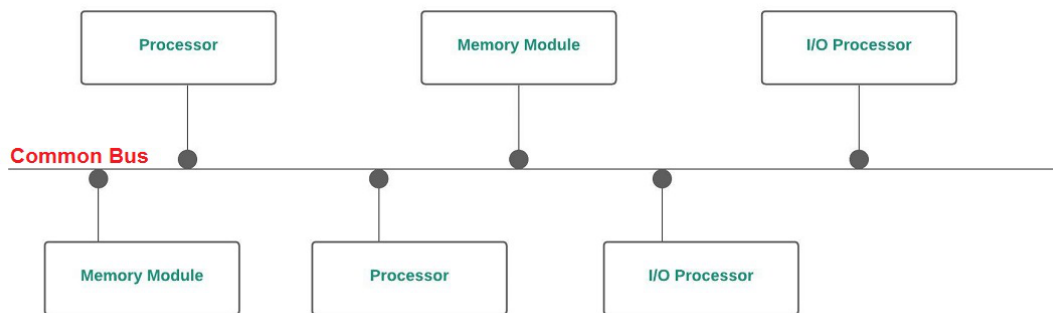 Processor
Memory Module
I/O Processor
Common Bus
Memory Module
Processor
I/O Processor